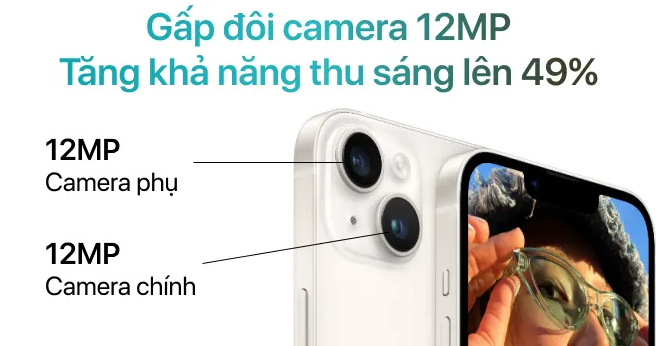 Gấp đôi camera 12MP
Tăng khả năng thu sáng lên 49%
12MP
Camera phụ
12MP
Camera chính